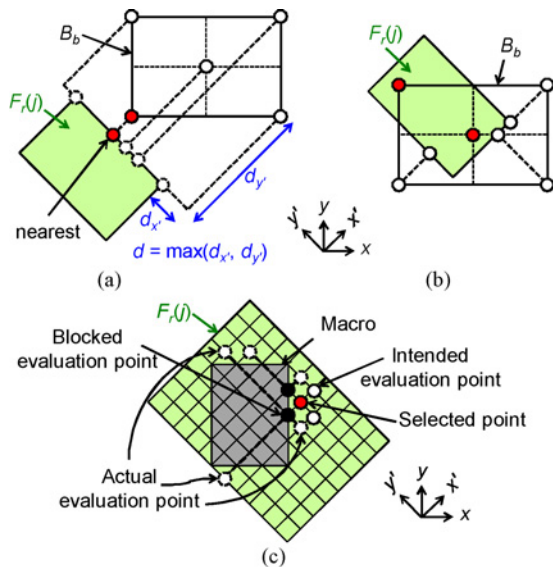 B_b
F_r(j)
nearest
d_x'
d_y'
d = max(d_x', d_y')
(a)
y'
y
x'
x
F_r(j)
B_b
(b)
F_r(j)
Blocked evaluation point
Macro
Intended evaluation point
Selected point
Actual evaluation point
y'
y
x'
x
(c)